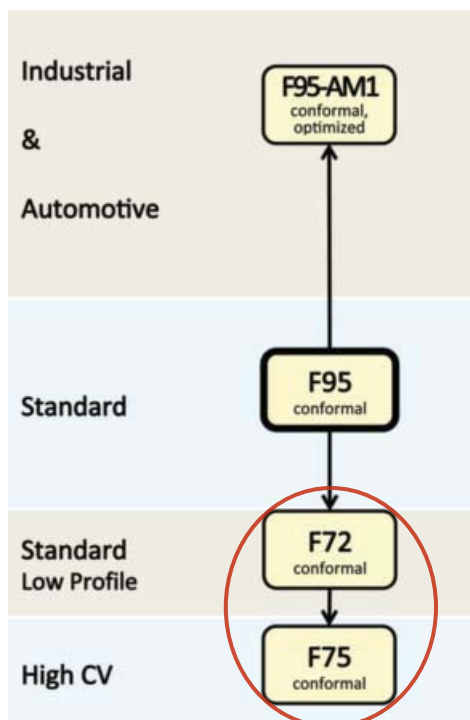 Industrial
&
Automotive
F95-AM1
conformal,
optimized
Standard
F95
conformal
Standard
Low Profile
F72
conformal
High CV
F75
conformal